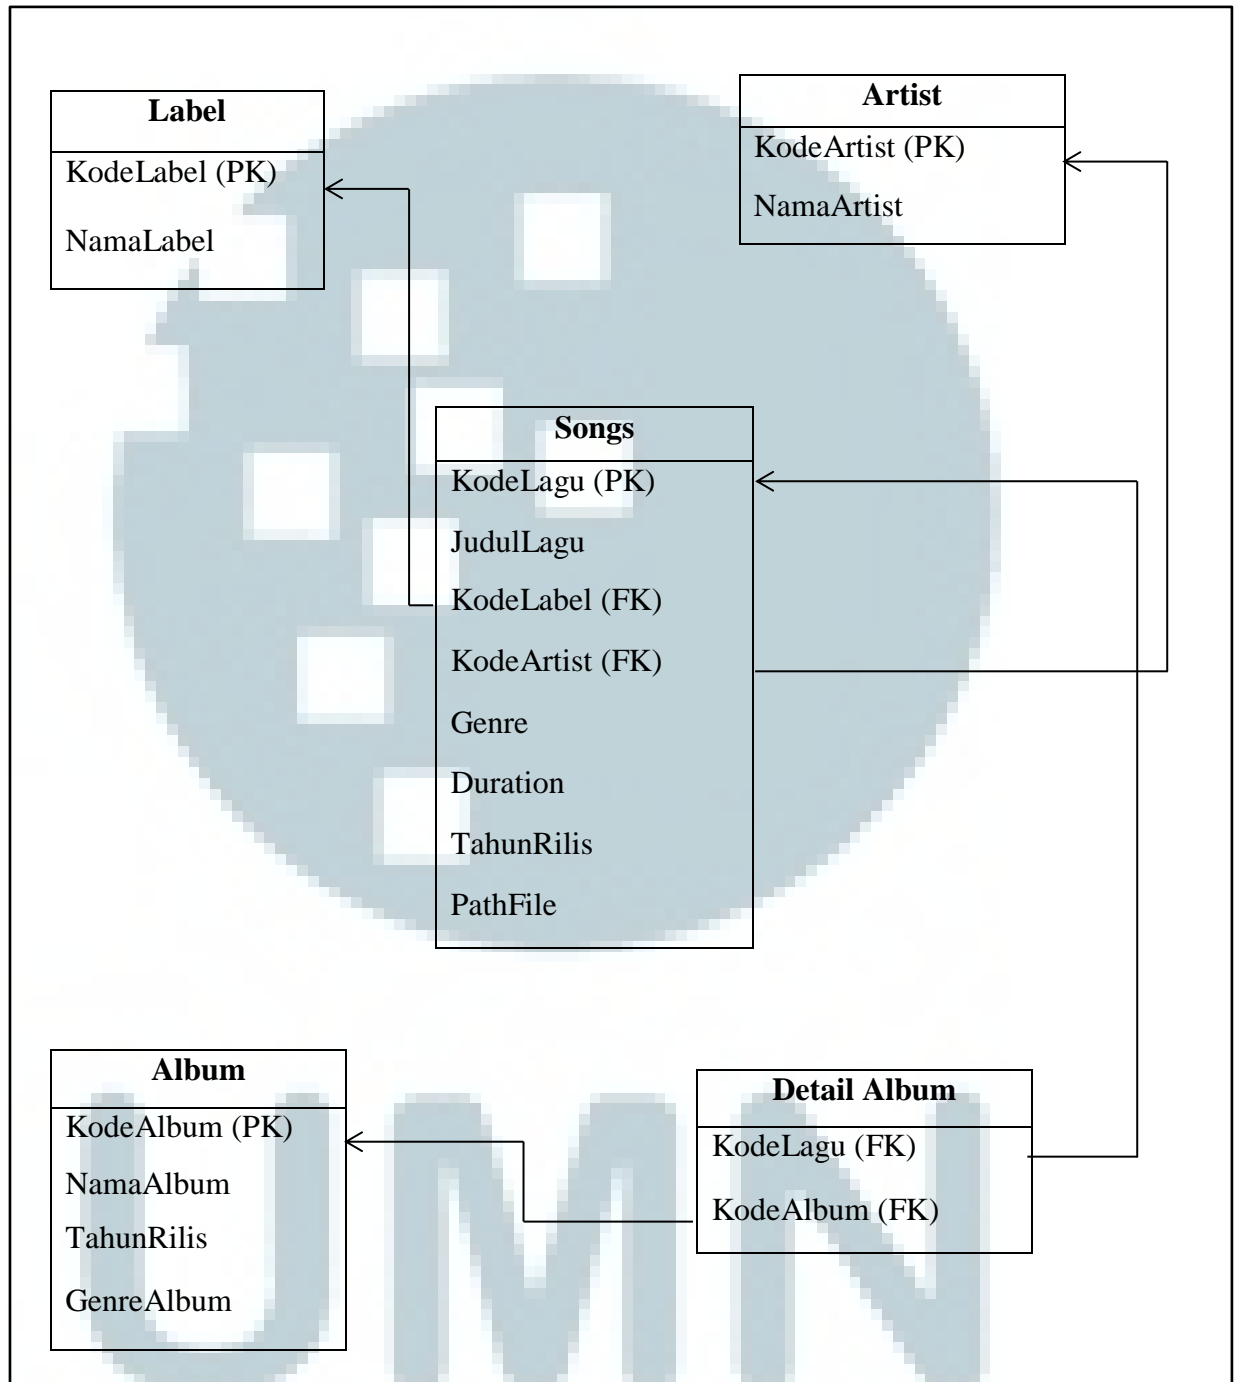 Label
KodeLabel (PK)
NamaLabel
Artist
KodeArtist (PK)
NamaArtist
Songs
KodeLagu (PK)
JudulLagu
KodeLabel (FK)
KodeArtist (FK)
Genre
Duration
TahunRilis
PathFile
Album
KodeAlbum (PK)
NamaAlbum
TahunRilis
GenreAlbum
Detail Album
KodeLagu (FK)
KodeAlbum (FK)
UMN